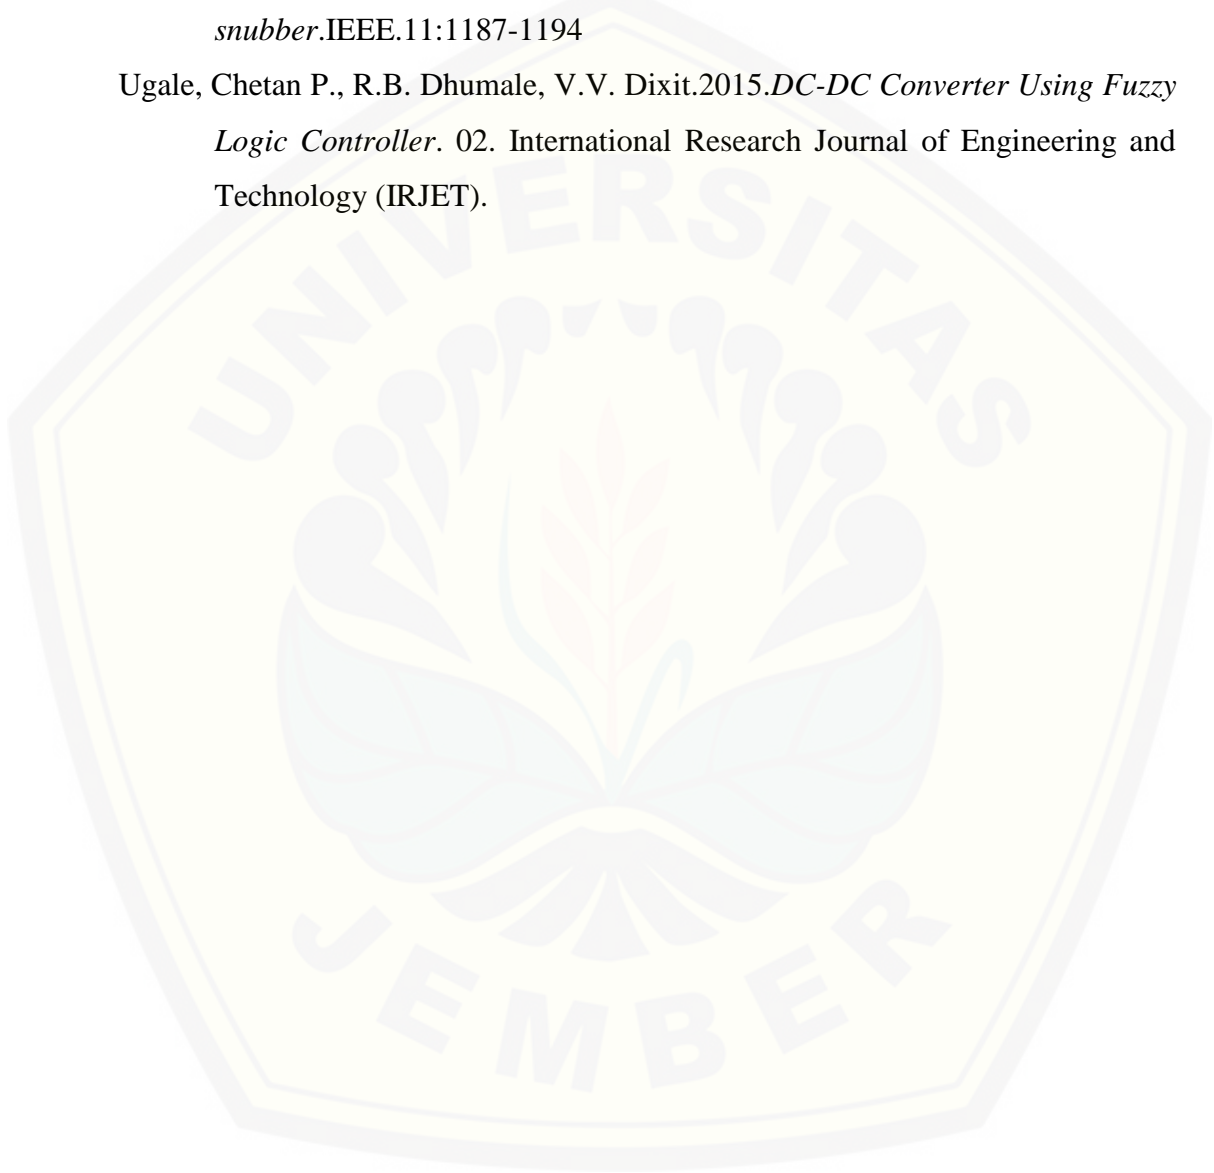 snubber.IEEE.11:1187-1194
Ugale, Chetan P., R.B. Dhumale, V.V. Dixit.2015.DC-DC Converter Using Fuzzy
Logic Controller. 02. International Research Journal of Engineering and
Technology (IRJET).
UNIVERSITAS
JEMBER